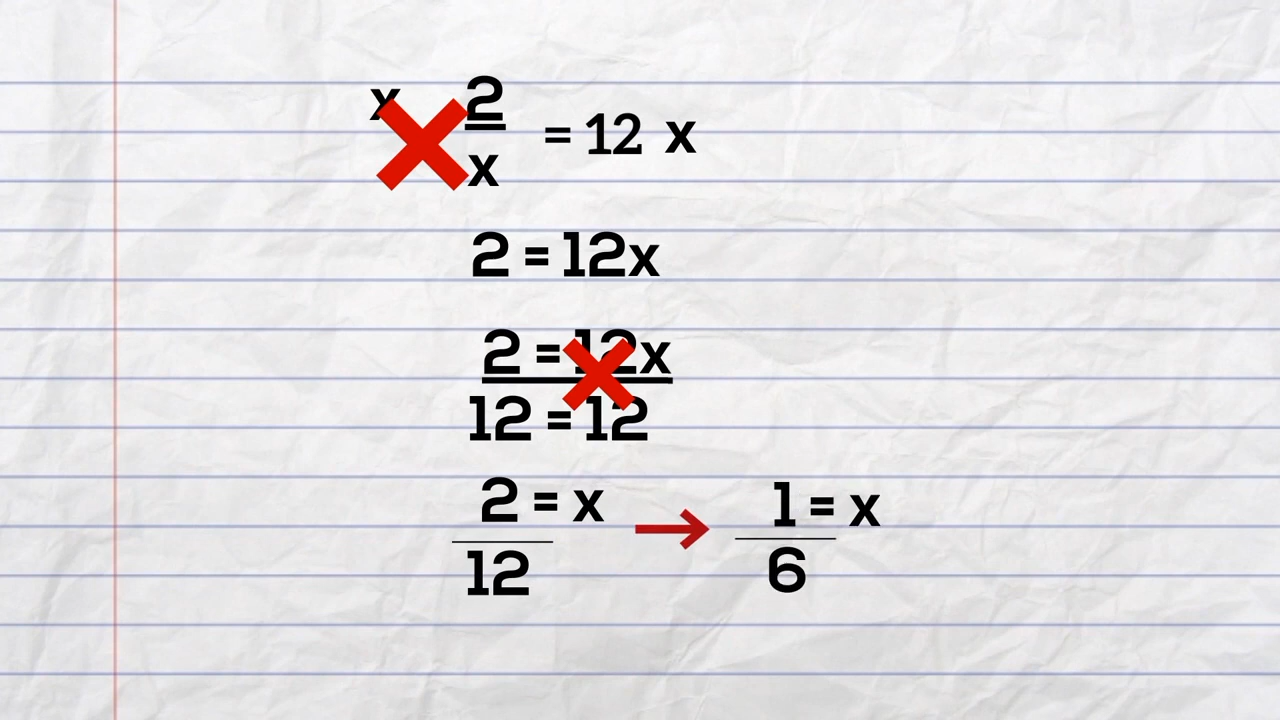 x 2 = 12 x
x
2 = 12x
2 = 12x
12 = 12
2 = x → 1 = x
12 6